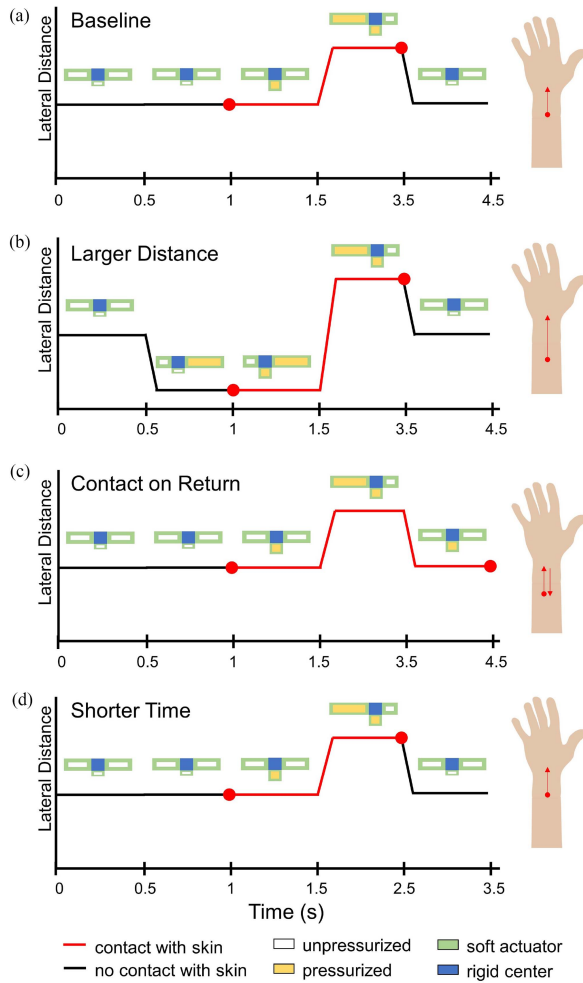 (a) Baseline
Lateral Distance
0 0.5 1 1.5 3.5 4.5
(b) Larger Distance
Lateral Distance
0 0.5 1 1.5 3.5 4.5
(c) Contact on Return
Lateral Distance
0 0.5 1 1.5 3.5 4.5
(d) Shorter Time
Lateral Distance
0 0.5 1 1.5 2.5 3.5
Time (s)
contact with skin unpressurized soft actuator
no contact with skin pressurized rigid center